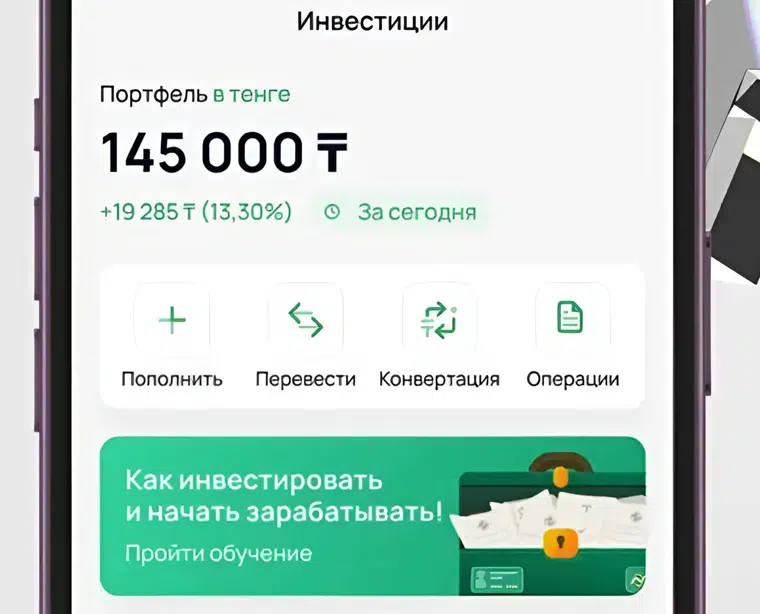 Инвестиции
Портфель в тенге
145 000 ₸
+19 285 ₸ (13,30%) За сегодня
Пополнить Перевести Конвертация Операции
Как инвестировать
и начать зарабатывать!
Пройти обучение